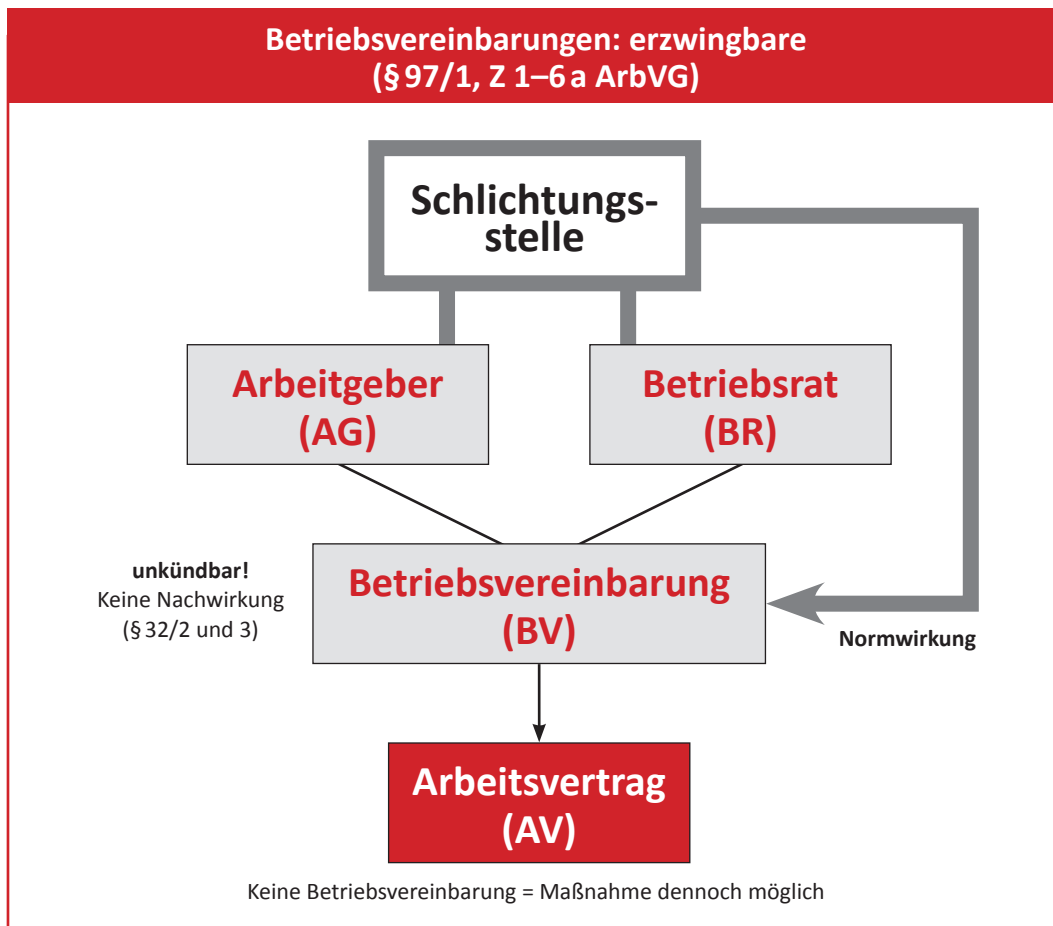 Betriebsvereinbarungen: erzwingbare
(§ 97/1, Z 1–6 a ArbVG)
Schlichtungs-
stelle
Arbeitgeber
(AG)
Betriebsrat
(BR)
unkündbar!
Keine Nachwirkung
(§ 32/2 und 3)
Betriebsvereinbarung
(BV)
Normwirkung
Arbeitsvertrag
(AV)
Keine Betriebsvereinbarung = Maßnahme dennoch möglich